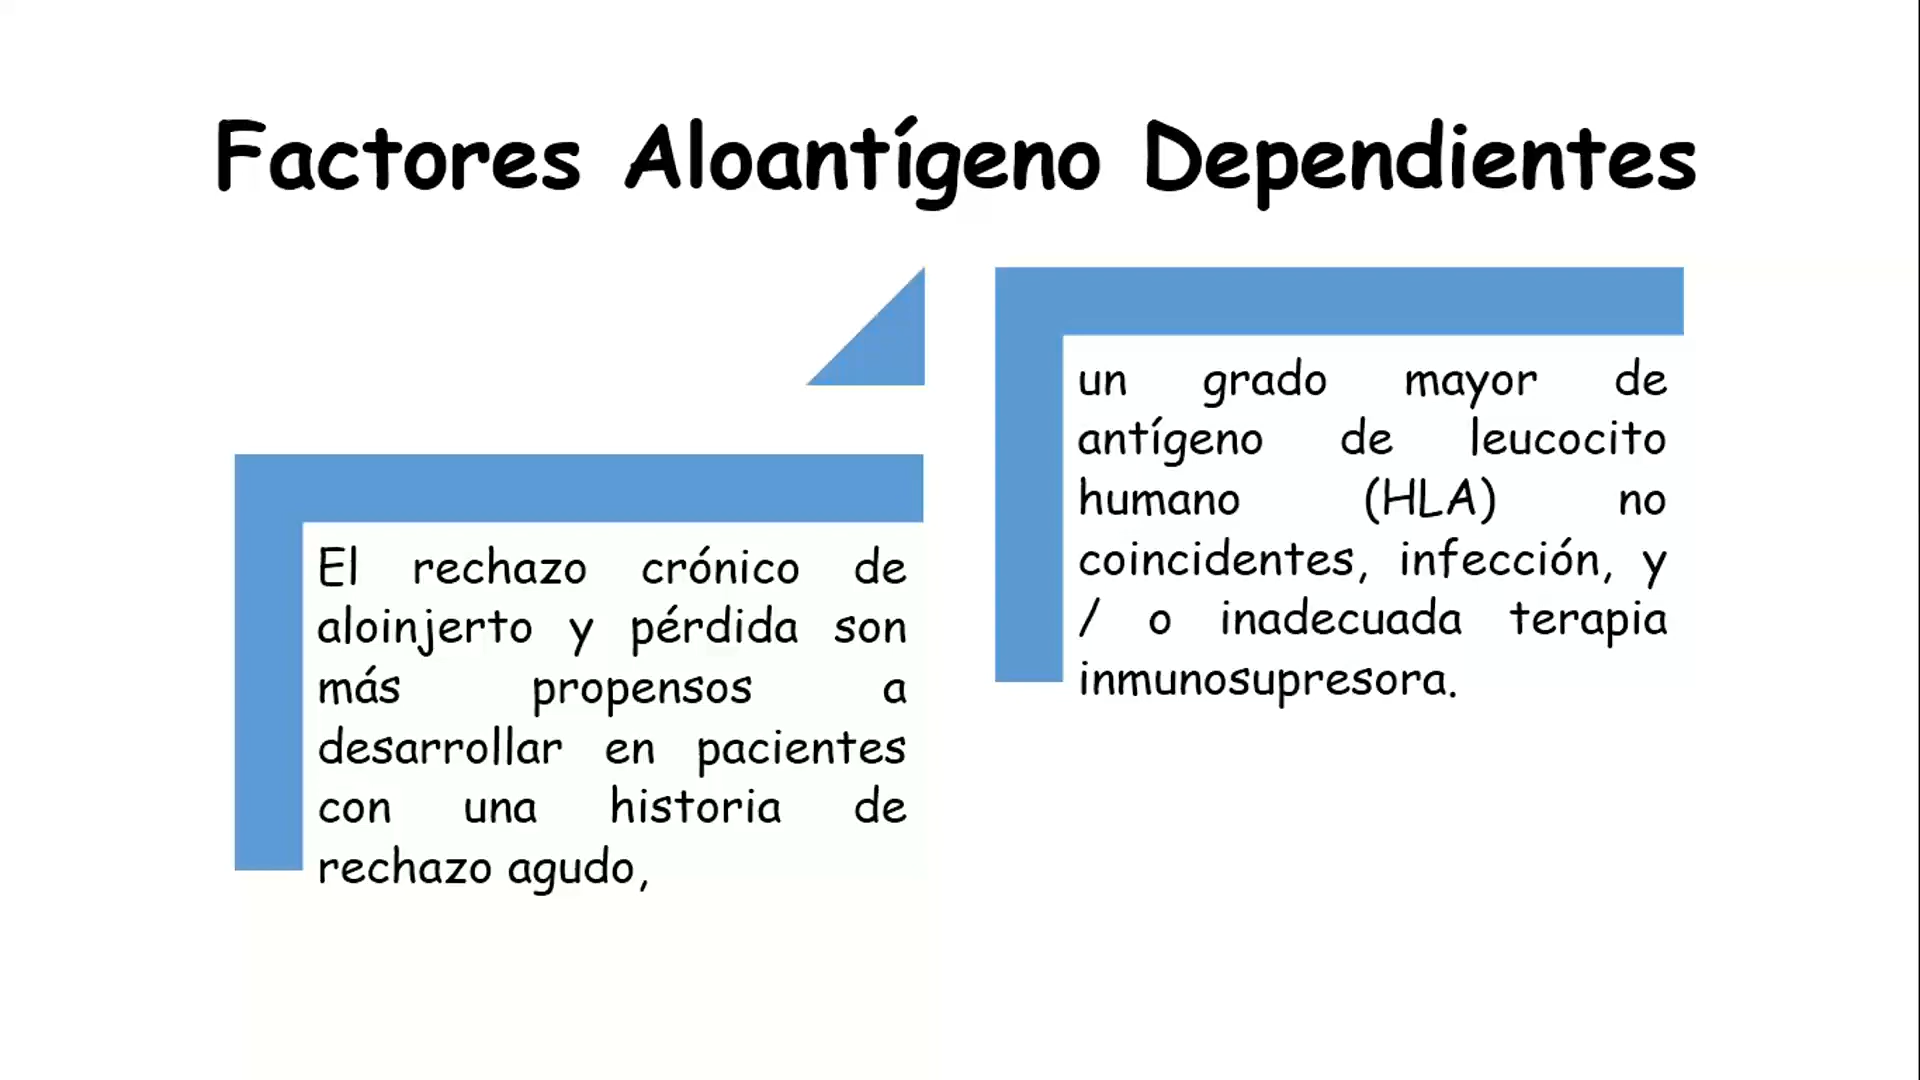 Factores Aloantígeno Dependientes
El rechazo crónico de
aloinjerto y pérdida son
más propensos a
desarrollar en pacientes
con una historia de
rechazo agudo,
un grado mayor de
antígeno de leucocito
humano (HLA) no
coincidentes, infección, y
/ o inadecuada terapia
inmunosupresora.